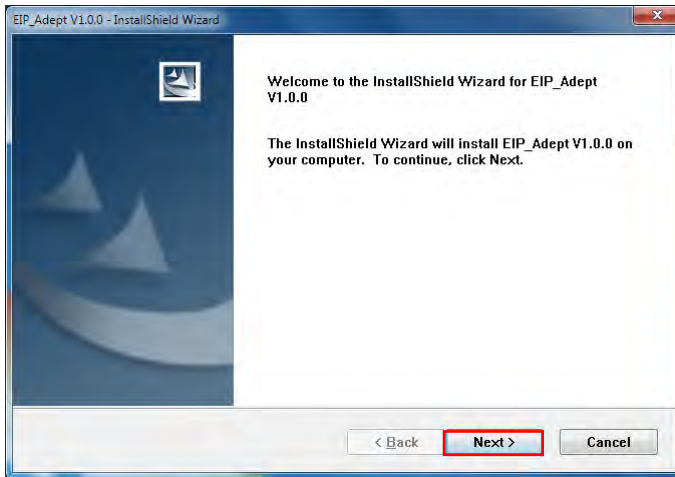 EIP_Adept V1.0.0 - InstallShield Wizard
Welcome to the InstallShield Wizard for EIP_Adept
V1.0.0
The InstallShield Wizard will install EIP_Adept V1.0.0 on
your computer. To continue, click Next.
< Back Next > Cancel